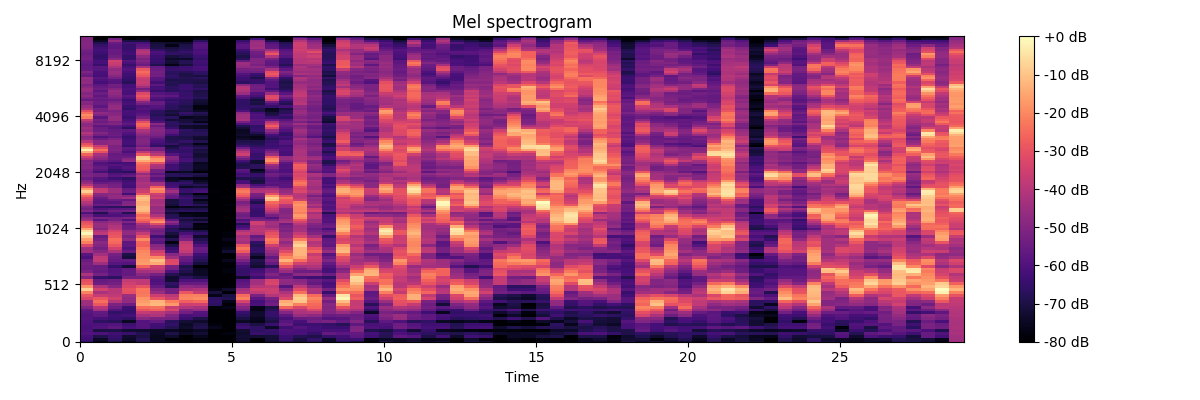 Mel spectrogram
+0 dB
8192
-10 dB
4096
-20 dB
-30 dB
2048
-40 dB
Hz
1024
-50 dB
-60 dB
512
-70 dB
0
-80 dB
0 5 10 15 20 25
Time